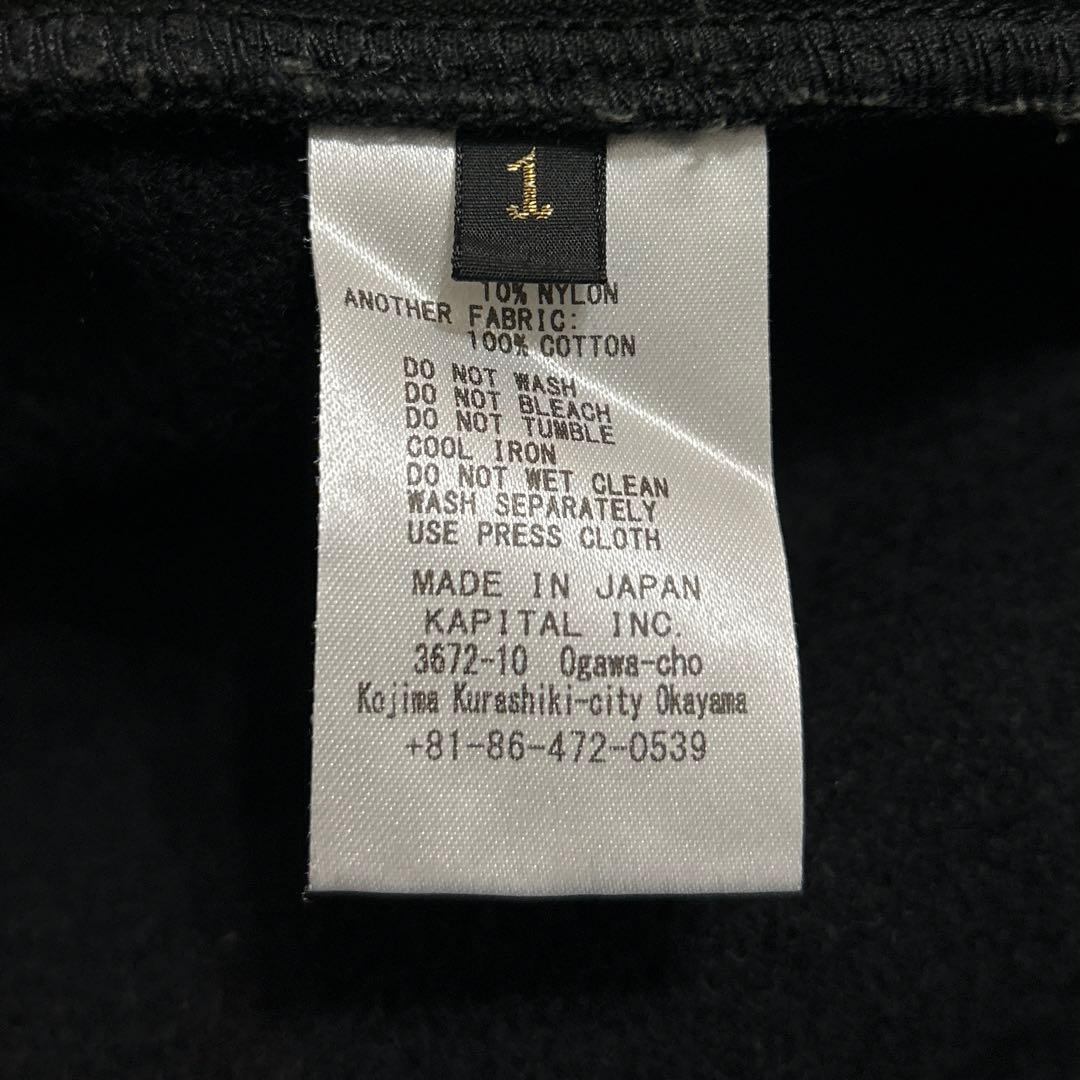 1
10% NYLON
ANOTHER FABRIC:
100% COTTON
DO NOT WASH
DO NOT BLEACH
DO NOT TUMBLE
COOL IRON
DO NOT WET CLEAN
WASH SEPARATELY
USE PRESS CLOTH
MADE IN JAPAN
KAPITAL INC.
3672-10 Ogawa-cho
Kojima Kurashiki-city Okayama
+81-86-472-0539